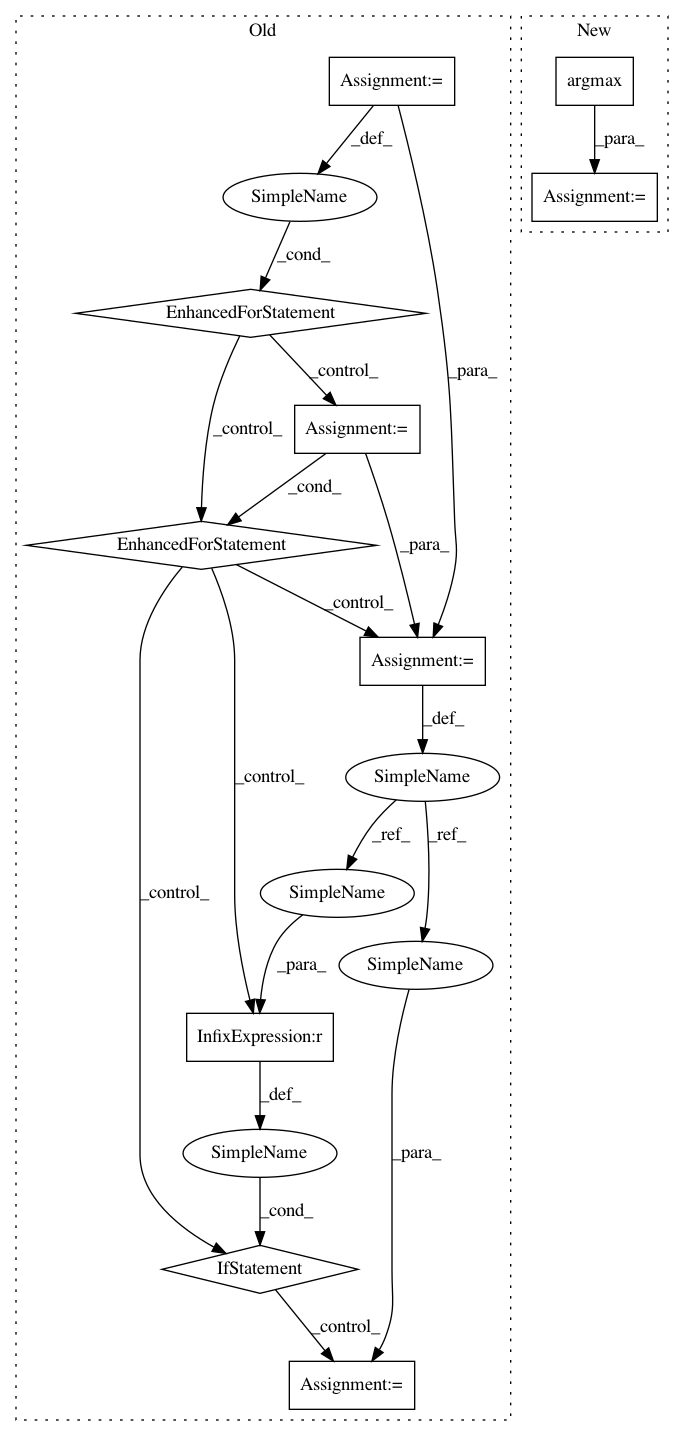 Old
New
Assignment:=
argmax
_def_
_para_
SimpleName
Assignment:=
_cond_
EnhancedForStatement
_control_
_para_
Assignment:=
_control_
_cond_
EnhancedForStatement
_para_
_control_
Assignment:=
_def_
SimpleName
_control_
_ref_
_ref_
_control_
SimpleName
SimpleName
_para_
InfixExpression:r
_def_
SimpleName
_para_
_cond_
IfStatement
_control_
Assignment:=